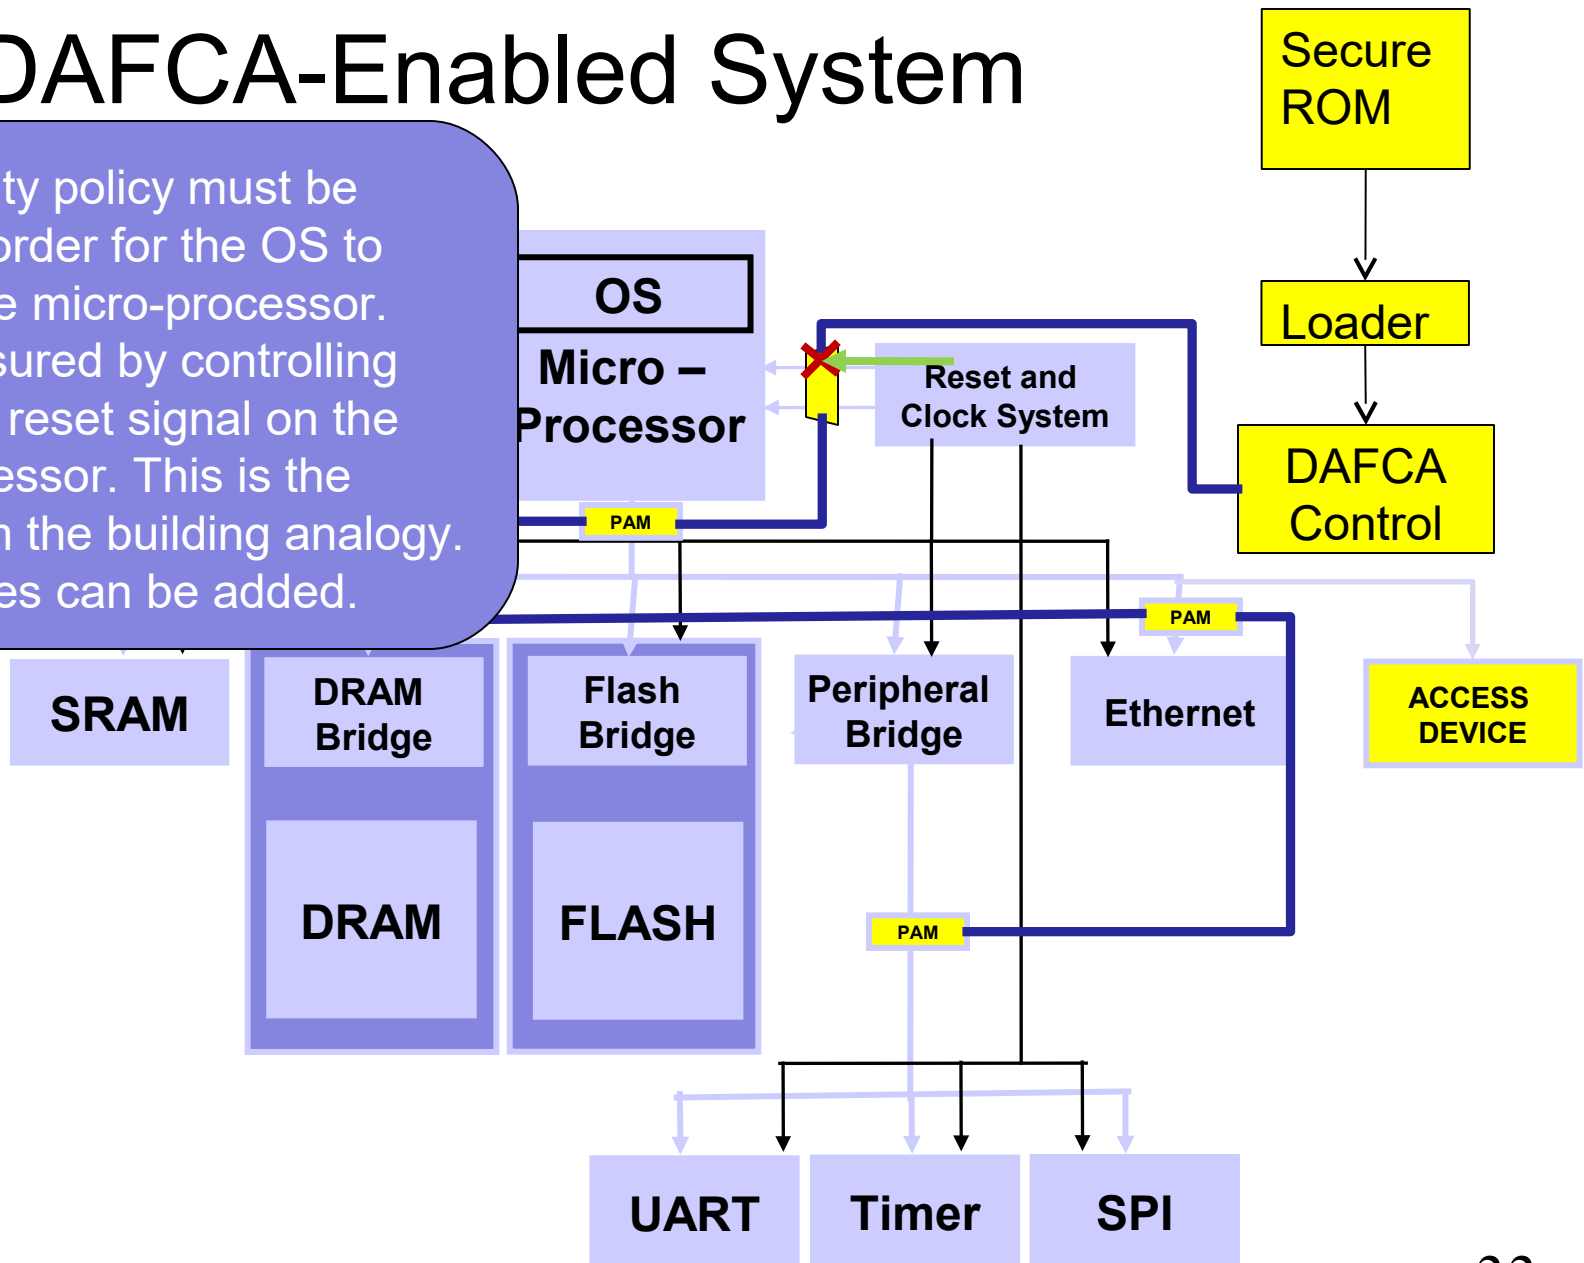 DAFCA-Enabled System
Secure
ROM
ty policy must be
order for the OS to
e micro-processor.
sured by controlling
reset signal on the
essor. This is the
the building analogy.
es can be added.
OS
Micro –
Processor
Reset and
Clock System
Loader
DAFCA
Control
PAM
PAM
SRAM
DRAM
Bridge
Flash
Bridge
Peripheral
Bridge
Ethernet
ACCESS
DEVICE
DRAM
FLASH
PAM
UART
Timer
SPI